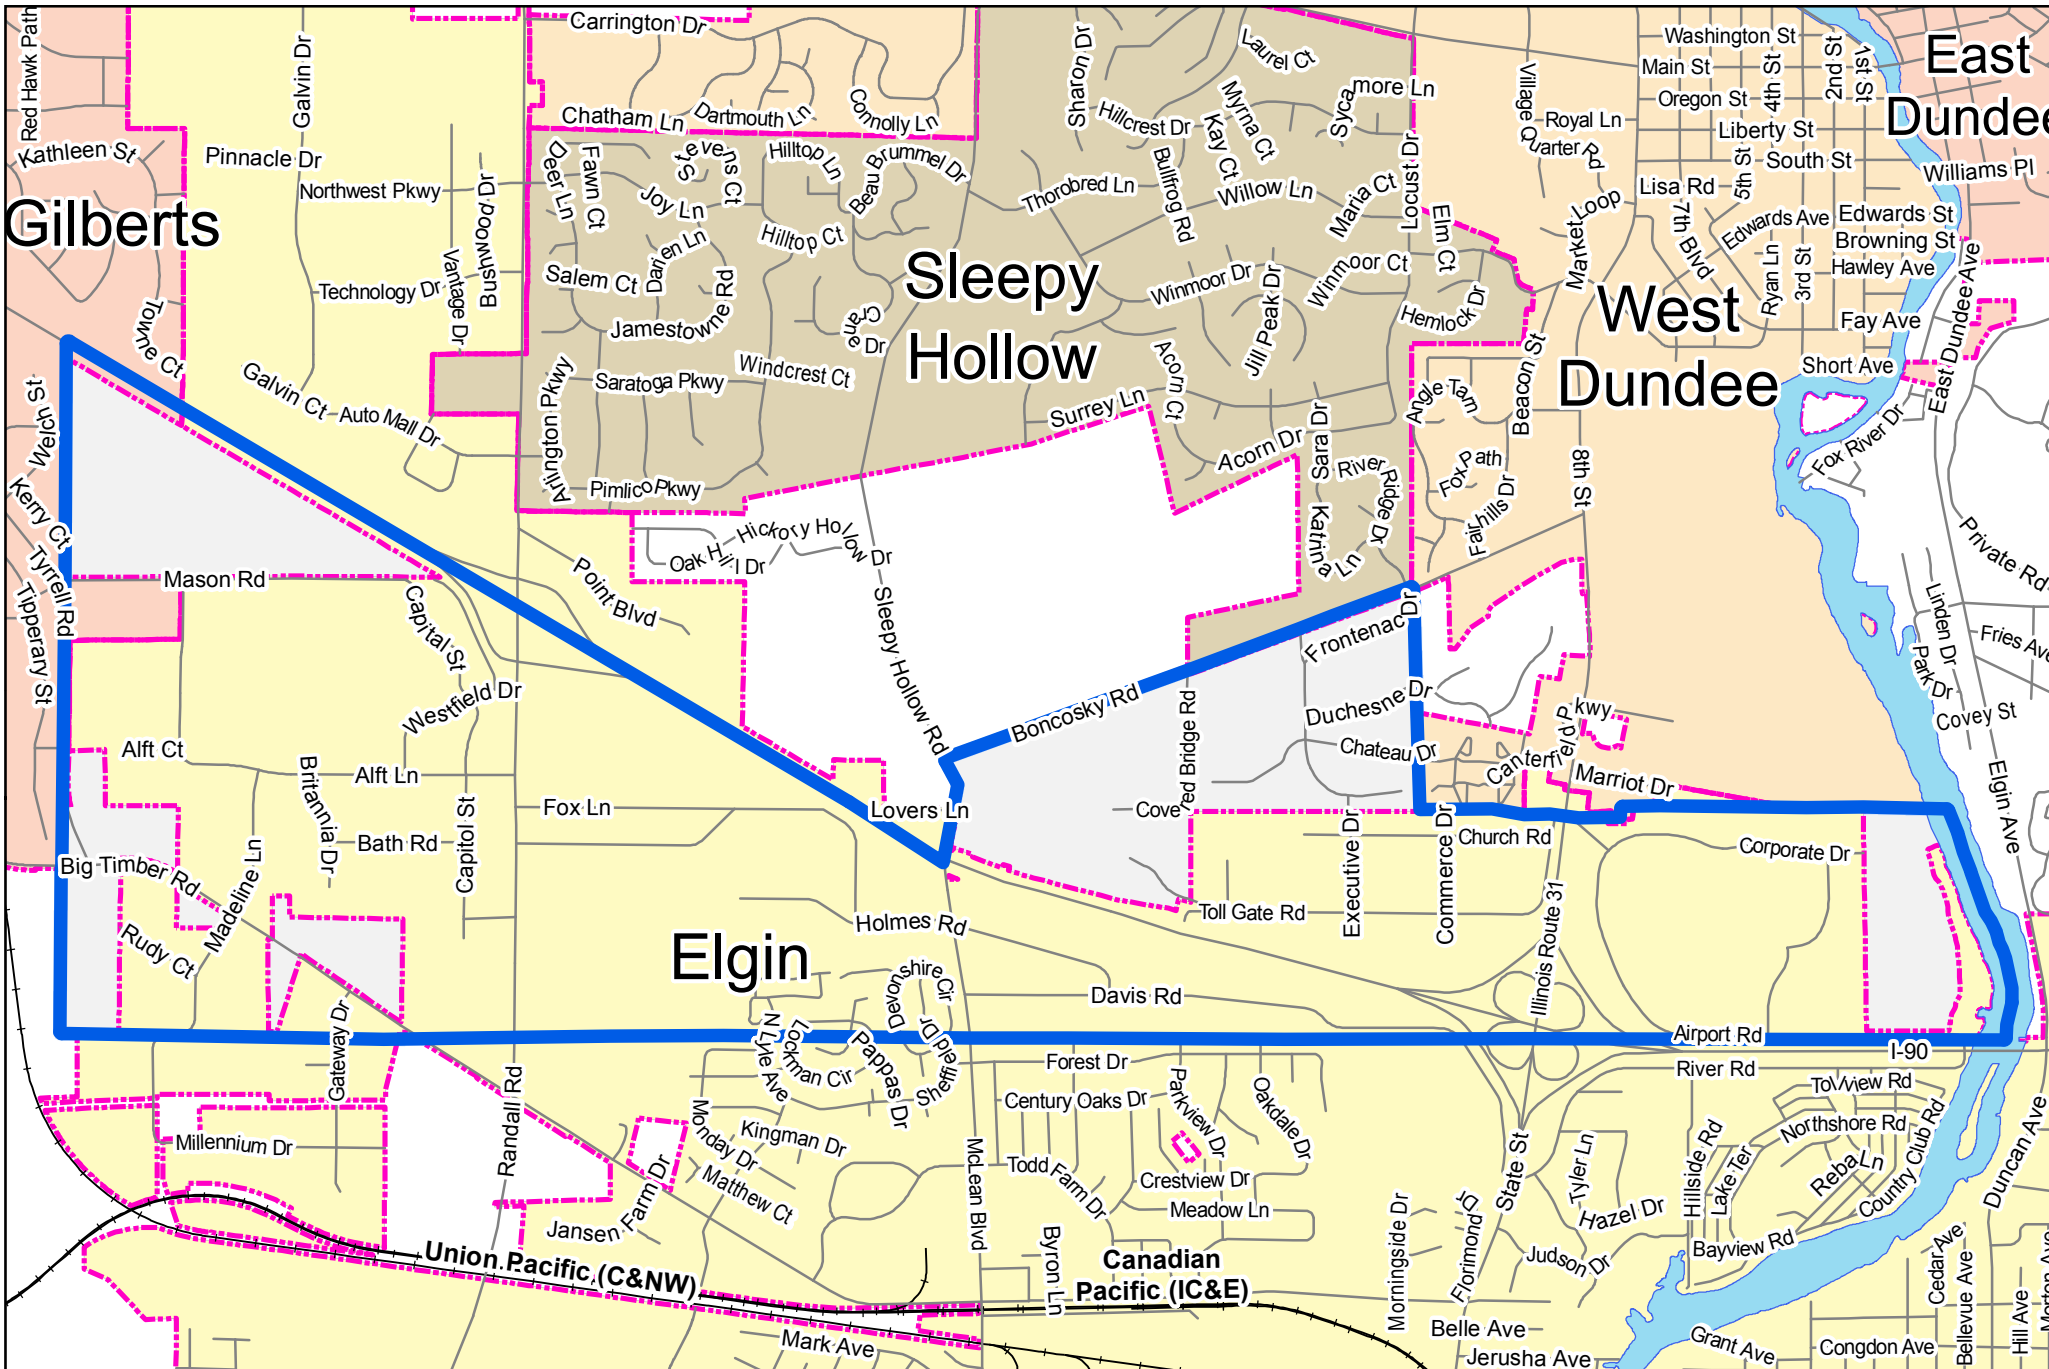 Red Hawk Path
Galvin Dr
Carrington Dr
Sharon Dr
Laurel Ct
Village Quarter Rd
Washington St
Main St
4th St
2nd St
1st St
East
Dundee
Oregon St
Chatham Ln
Dartmouth Ln
Connolly Ln
Hillcrest Dr
Myrna Ct
Kay Ct
Sycamore Ln
Royal Ln
Liberty St
South St
5th St
Williams Pl
Kathleen St
Pinnacle Dr
Northwest Pkwy
Brunswood Dr
Vantage Dr
Deer Ln
Fawn Ct
Stevens Ct
Joy Ln
Hilltop Ln
Beau Brummel Dr
Thorobred Ln
Bullfrog Rd
Willow Ln
Maria Ct
Locust Dr
Elm Ct
Market Loop
Lisa Rd
7th Blvd
Edwards Ave
Edwards St
Browning St
Hawley Ave
Ryan Ln
3rd St
Gilberts
Hilltop Ct
Darien Ln
Salem Ct
Technology Dr
Jamestowne Rd
Crane Dr
Sleepy
Hollow
Winmoor Dr
Jill Peak Dr
Winmoor Ct
Hemlock Dr
West
Dundee
Fay Ave
Short Ave
East Dundee Ave
Towne Ct
Welch St
Galvin Ct
Auto Mall Dr
Arlington Pkwy
Saratoga Pkwy
Windcrest Ct
Surrey Ln
Acorn Ct
Acorn Dr
Sara Dr
River Ridge Dr
Katrina Ln
Angle Tarn
Beacon St
Fox Path
Fairhills Dr
8th St
Fox River Dr
Private Rd
Kerry Ct
Tyrrell Rd
Tipperary St
Mason Rd
Pimlico Pkwy
Oak Hill Dr
Hickory Hollow Dr
Point Blvd
Capital St
Westfield Dr
Sleepy Hollow Rd
Boncosky Rd
Frontenac Dr
Duchesne Dr
Chateau Dr
Covered Bridge Rd
Canterfield Pkwy
Marriot Dr
Linden Dr
Park Dr
Fries Ave
Covey St
Elgin Ave
Alft Ct
Alft Ln
Britannia Dr
Bath Rd
Capitol St
Fox Ln
Lovers Ln
Executive Dr
Commerce Dr
Church Rd
Corporate Dr
Big Timber Rd
Madeline Ln
Rudy Ct
Toll Gate Rd
Illinois Route 31
Elgin
Holmes Rd
Davis Rd
Devonshire Cir
Sheffield Dr
Gateway Dr
N Lyle Ave
Lockman Cir
Pappas Dr
Airport Rd
I-90
River Rd
Forest Dr
Century Oaks Dr
Parkview Dr
Oakdale Dr
Northshore Rd
Country Club Rd
Duncan Ave
Millennium Dr
Randall Rd
Monday Dr
Kingman Dr
Matthew Ct
Jansen Farm Dr
McLean Blvd
Todd Farm Dr
Crestview Dr
Meadow Ln
Byron Ln
Morningside Dr
Florimond Dr
State St
Tyler Ln
Hazel Dr
Judson Dr
Hillside Rd
Lake Ter
Reba Ln
Bayview Rd
Union Pacific (C&NW)
Canadian
Pacific (IC&E)
Mark Ave
Belle Ave
Jerusha Ave
Grant Ave
Congdon Ave
Cedar Ave
Bellevue Ave
Hill Ave
Morton Ave